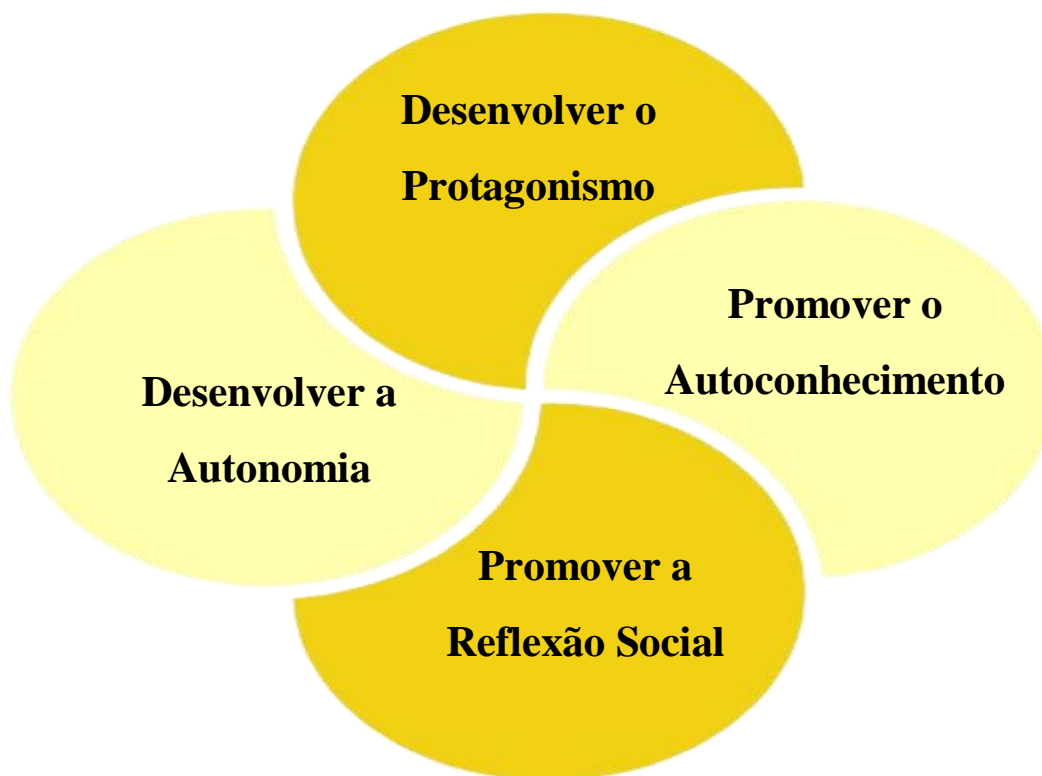 Desenvolver o
Protagonismo
Promover o
Autoconhecimento
Desenvolver a
Autonomia
Promover a
Reflexão Social